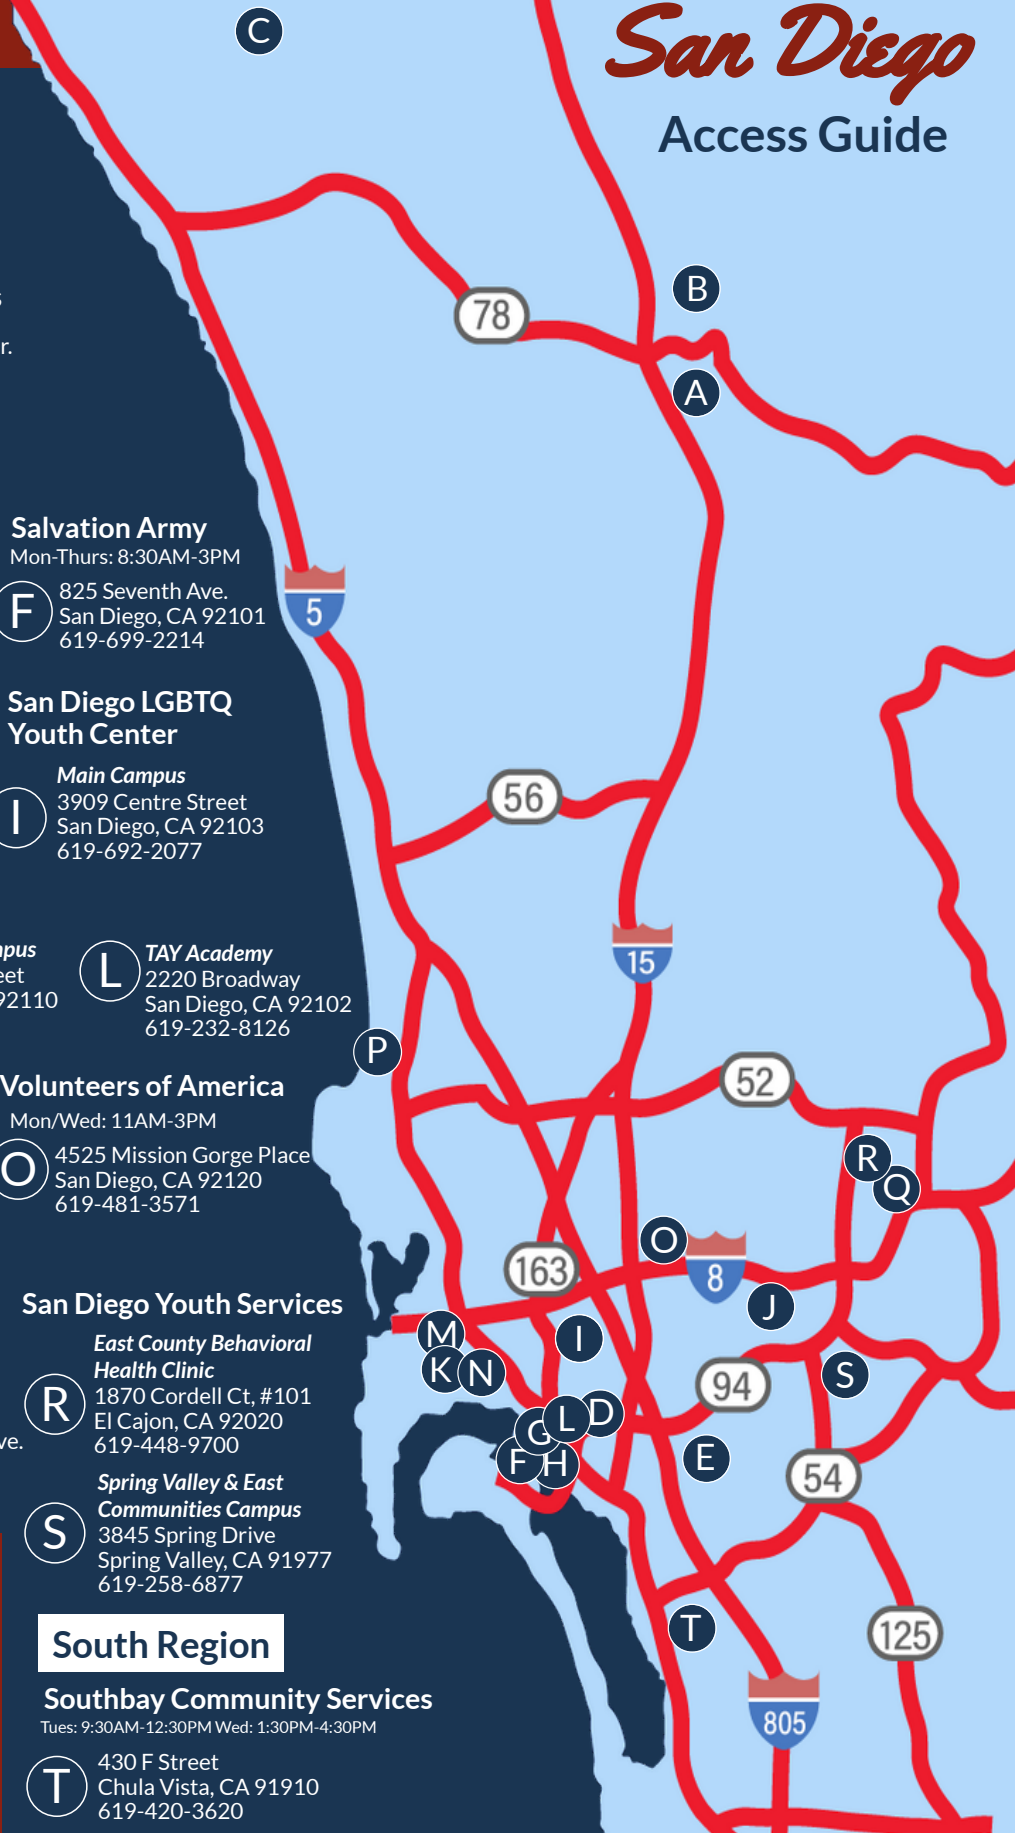 San Diego
Access Guide
C
B
A
78
s
r.
Salvation Army
Mon-Thurs: 8:30AM-3PM
F
825 Seventh Ave.
San Diego, CA 92101
619-699-2214
5
San Diego LGBTQ
Youth Center
Main Campus
I
3909 Centre Street
San Diego, CA 92103
619-692-2077
56
15
mpus
eet
92110
L
TAY Academy
2220 Broadway
San Diego, CA 92102
619-232-8126
P
52
Volunteers of America
Mon/Wed: 11AM-3PM
O
4525 Mission Gorge Place
San Diego, CA 92120
619-481-3571
R
Q
O
163
8
J
M
I
K
N
94
S
L
D
G
F
H
E
54
San Diego Youth Services
East County Behavioral
Health Clinic
R
1870 Cordell Ct, #101
El Cajon, CA 92020
619-448-9700
ve.
Spring Valley & East
Communities Campus
S
3845 Spring Drive
Spring Valley, CA 91977
619-258-6877
T
125
805
South Region
Southbay Community Services
Tues: 9:30AM-12:30PM Wed: 1:30PM-4:30PM
T
430 F Street
Chula Vista, CA 91910
619-420-3620